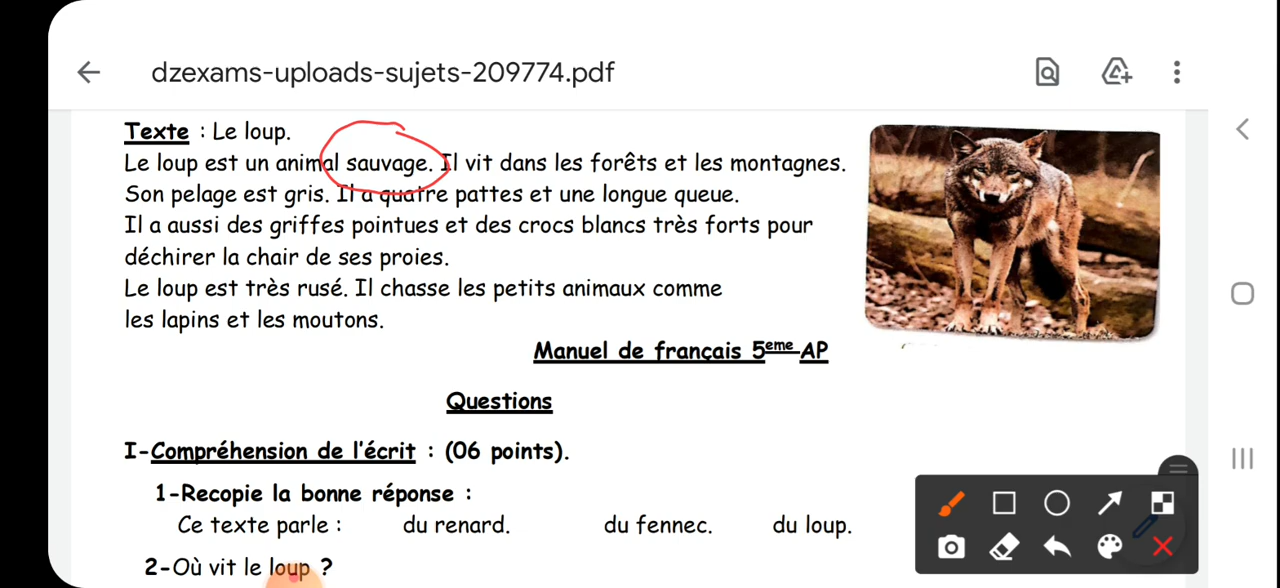 dzexams-uploads-sujets-209774.pdf
Texte : Le loup.
Le loup est un animal sauvage. Il vit dans les forêts et les montagnes.
Son pelage est gris. Il a quatre pattes et une longue queue.
Il a aussi des griffes pointues et des crocs blancs très forts pour
déchirer la chair de ses proies.
Le loup est très rusé. Il chasse les petits animaux comme
les lapins et les moutons.
Manuel de français 5eme AP
Questions
I-Compréhension de l'écrit : (06 points).
1-Recopie la bonne réponse :
Ce texte parle : du renard. du fennec. du loup.
2-Où vit le loup ?